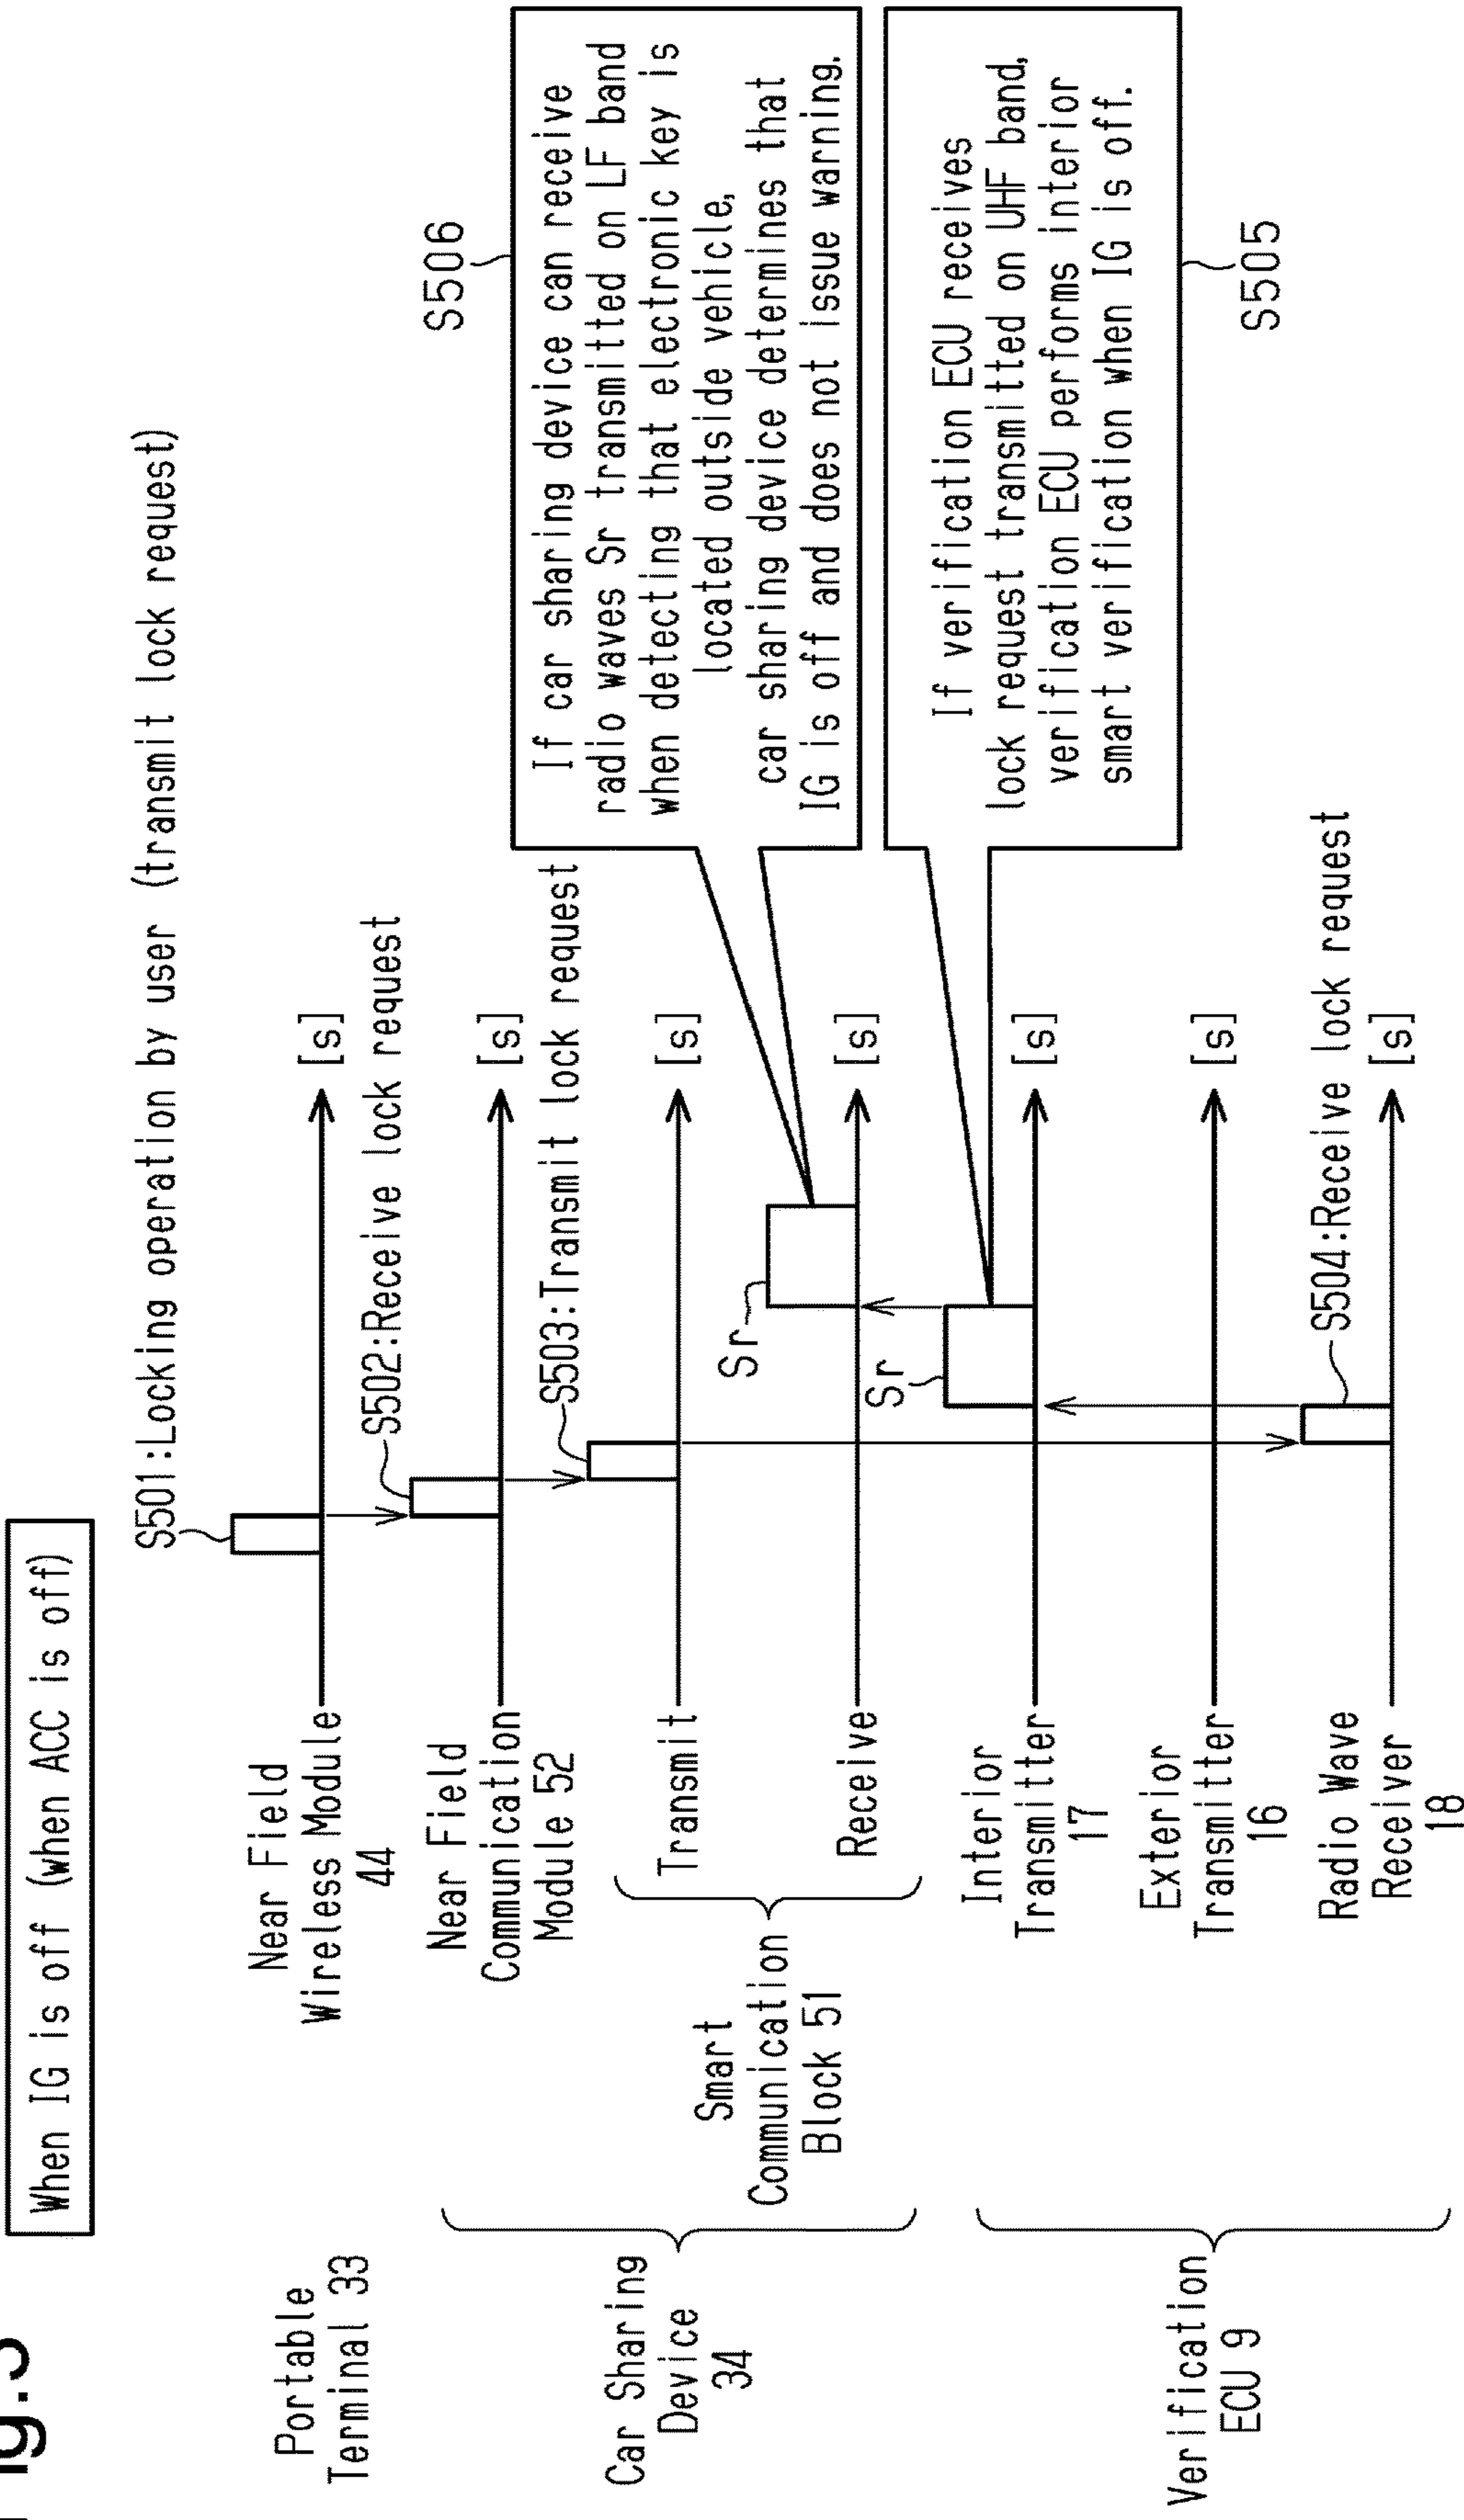 When IG is off (when ACC is off)
S501:Locking operation by user (transmit lock request)
Portable
Terminal 33
Near Field
Wireless Module
44
[s]
S502:Receive lock request
Car Sharing
Device
34
Near Field
Communication
Module 52
[s]
S503:Transmit lock request
Smart
Communication
Block 51
Transmit
[s]
Receive
[s]
Sr
S506
If car sharing device can receive
radio waves Sr transmitted on LF band
when detecting that electronic key is
located outside vehicle,
car sharing device determines that
IG is off and does not issue warning.
Verification
ECU 9
Interior
Transmitter
17
[s]
Sr
If verification ECU receives
lock request transmitted on UHF band,
verification ECU performs interior
smart verification when IG is off.
S505
Exterior
Transmitter
16
[s]
S504:Receive lock request
Radio Wave
Receiver
18
[s]